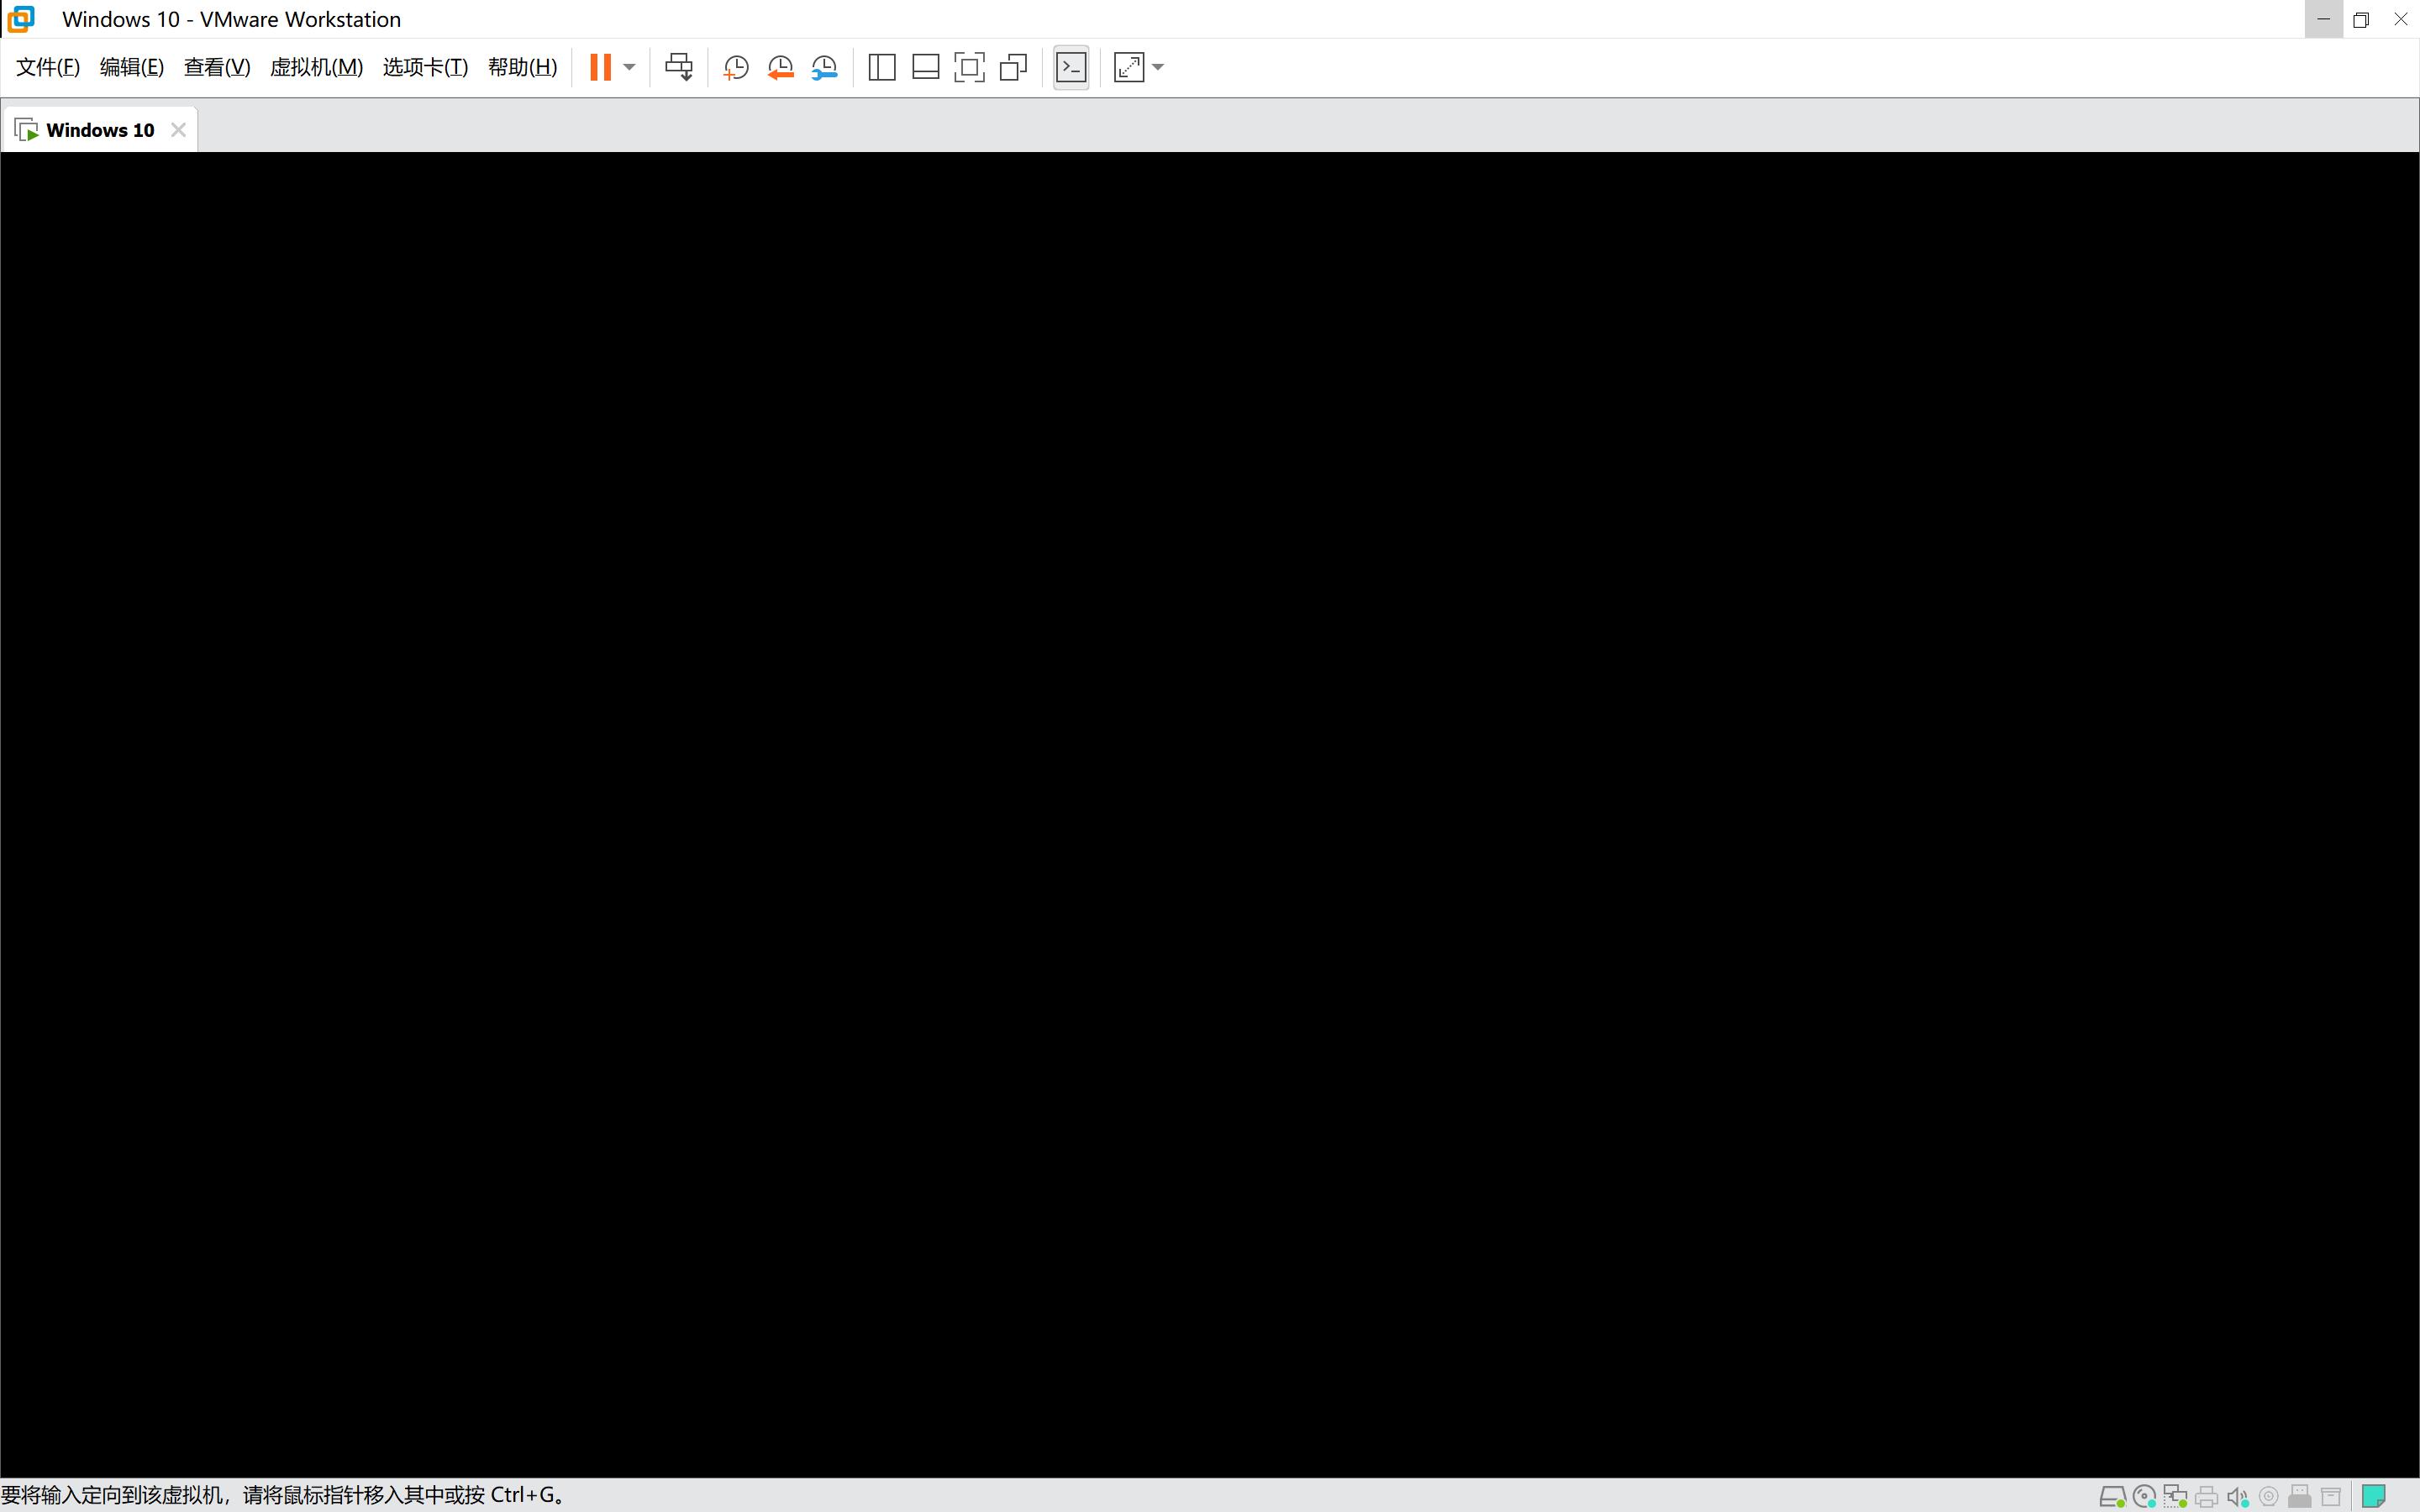 Windows 10 - VMware Workstation
文件(F) 编辑(E) 查看(V) 虚拟机(M) 选项卡(T) 帮助(H)
Windows 10
要将输入定向到该虚拟机，请将鼠标指针移入其中或按 Ctrl+G。